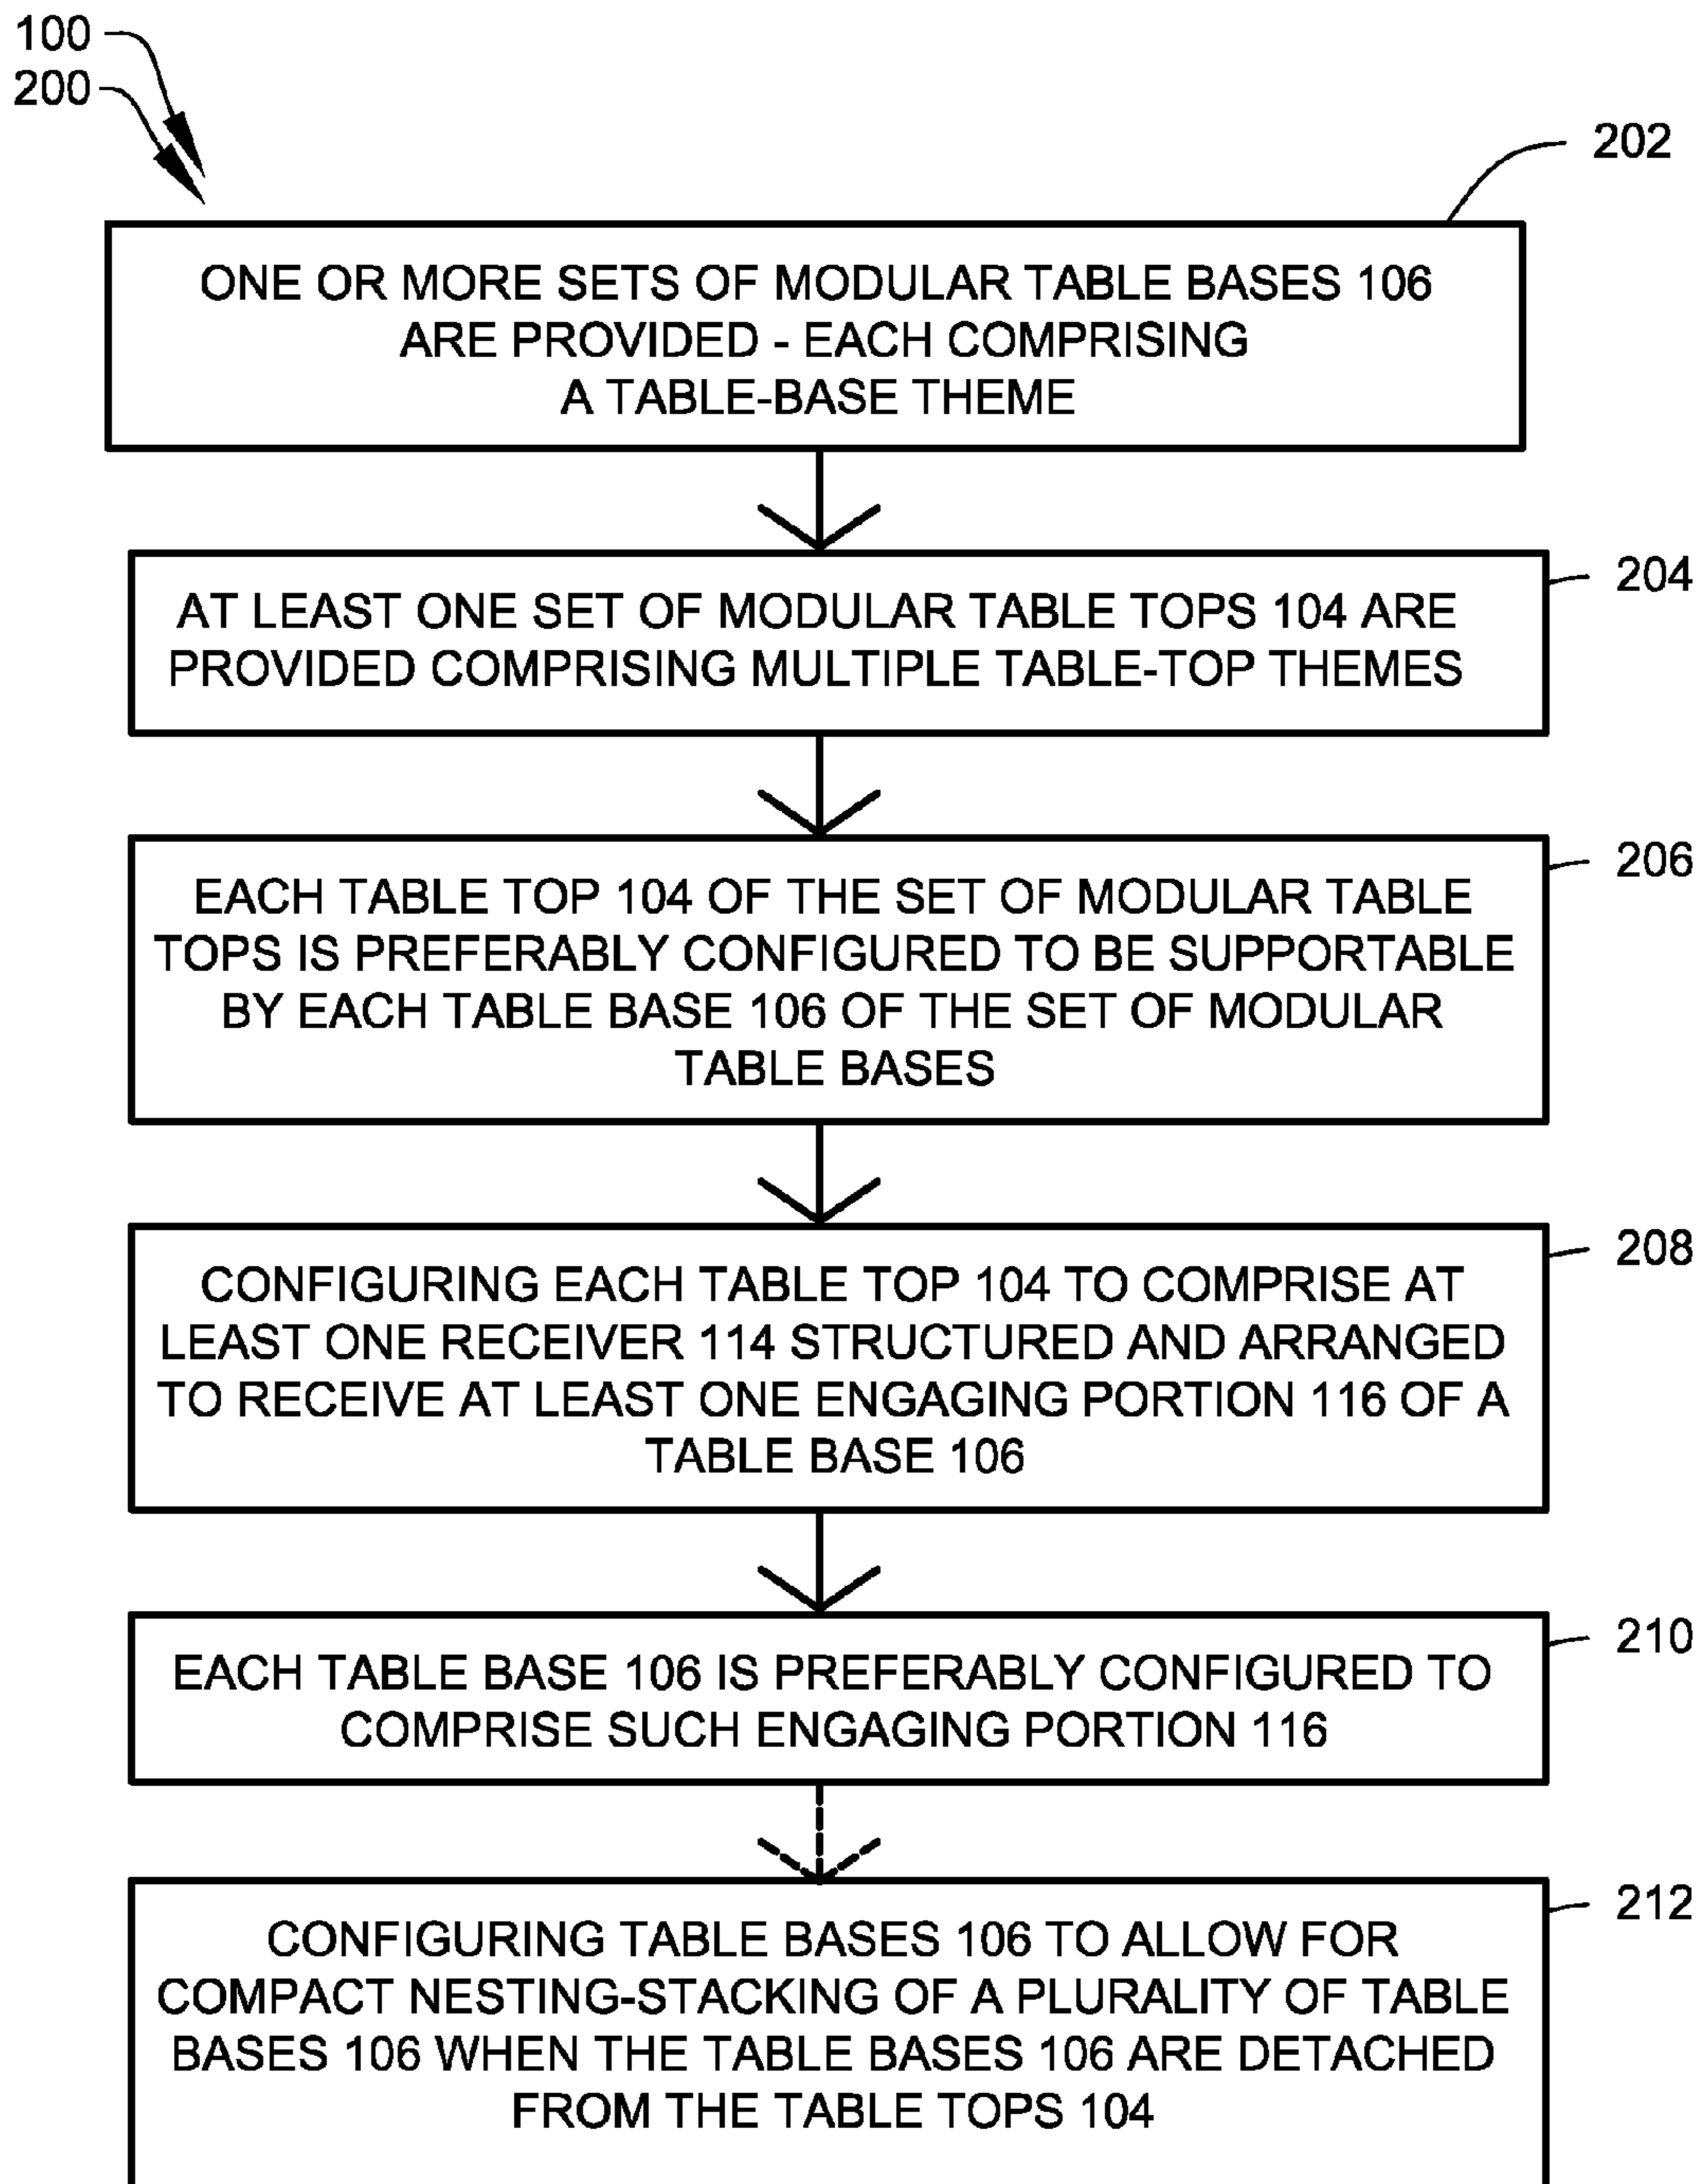 100
200
202
ONE OR MORE SETS OF MODULAR TABLE BASES 106
ARE PROVIDED - EACH COMPRISING
A TABLE-BASE THEME
204
AT LEAST ONE SET OF MODULAR TABLE TOPS 104 ARE
PROVIDED COMPRISING MULTIPLE TABLE-TOP THEMES
206
EACH TABLE TOP 104 OF THE SET OF MODULAR TABLE
TOPS IS PREFERABLY CONFIGURED TO BE SUPPORTABLE
BY EACH TABLE BASE 106 OF THE SET OF MODULAR
TABLE BASES
208
CONFIGURING EACH TABLE TOP 104 TO COMPRISE AT
LEAST ONE RECEIVER 114 STRUCTURED AND ARRANGED
TO RECEIVE AT LEAST ONE ENGAGING PORTION 116 OF A
TABLE BASE 106
210
EACH TABLE BASE 106 IS PREFERABLY CONFIGURED TO
COMPRISE SUCH ENGAGING PORTION 116
212
CONFIGURING TABLE BASES 106 TO ALLOW FOR
COMPACT NESTING-STACKING OF A PLURALITY OF TABLE
BASES 106 WHEN THE TABLE BASES 106 ARE DETACHED
FROM THE TABLE TOPS 104